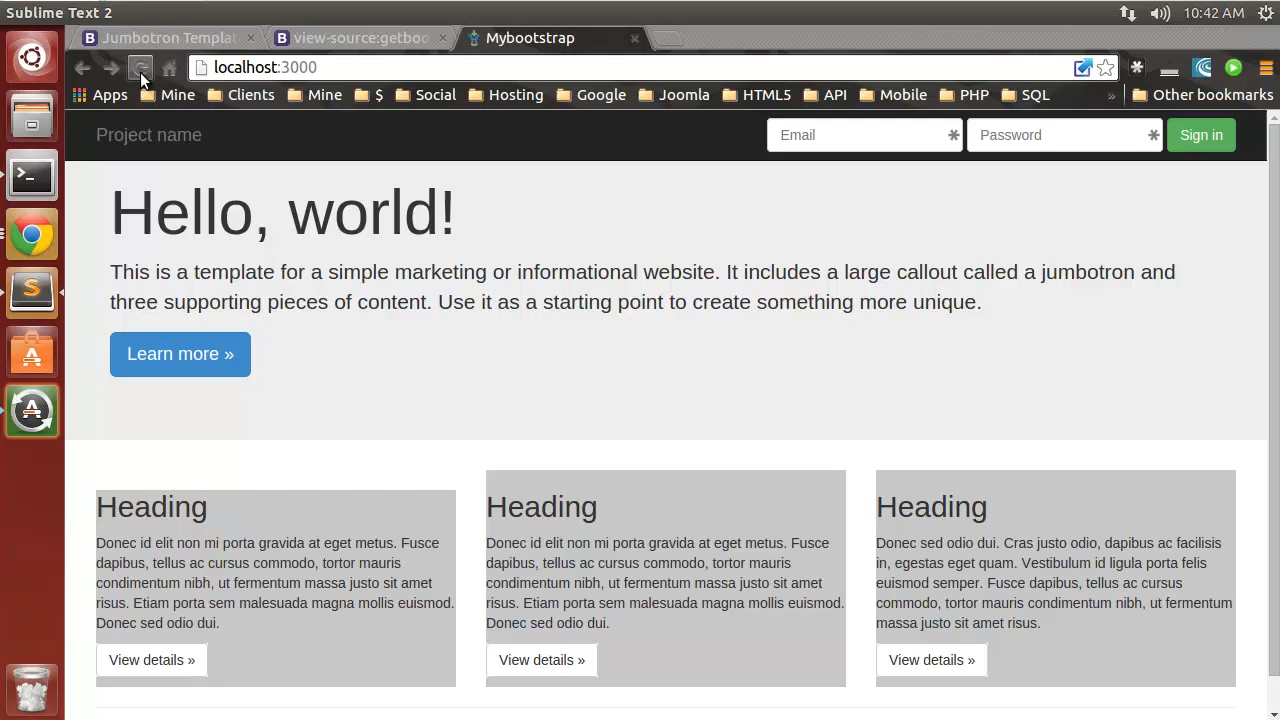 Sublime Text 2
10:42 AM
Jumbotron Templat
view-source:getboo
Mybootstrap
localhost:3000
Apps Mine Clients Mine $ Social Hosting Google Joomla HTML5 API Mobile PHP SQL » Other bookmarks
Project name
Email
Password
Sign in
Hello, world!
This is a template for a simple marketing or informational website. It includes a large callout called a jumbotron and
three supporting pieces of content. Use it as a starting point to create something more unique.
Learn more »
Heading
Donec id elit non mi porta gravida at eget metus. Fusce
dapibus, tellus ac cursus commodo, tortor mauris
condimentum nibh, ut fermentum massa justo sit amet
risus. Etiam porta sem malesuada magna mollis euismod.
Donec sed odio dui.
View details »
Heading
Donec id elit non mi porta gravida at eget metus. Fusce
dapibus, tellus ac cursus commodo, tortor mauris
condimentum nibh, ut fermentum massa justo sit amet
risus. Etiam porta sem malesuada magna mollis euismod.
Donec sed odio dui.
View details »
Heading
Donec sed odio dui. Cras justo odio, dapibus ac facilisis
in, egestas eget quam. Vestibulum id ligula porta felis
euismod semper. Fusce dapibus, tellus ac cursus
commodo, tortor mauris condimentum nibh, ut fermentum
massa justo sit amet risus.
View details »